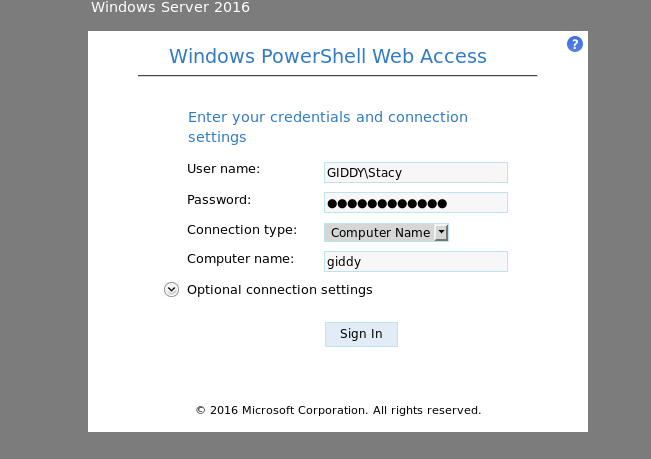 Windows Server 2016
?
Windows PowerShell Web Access
Enter your credentials and connection
settings
User name: GIDDY\Stacy
Password: ●●●●●●●●●●●●
Connection type: Computer Name
Computer name: giddy
Optional connection settings
Sign In
© 2016 Microsoft Corporation. All rights reserved.